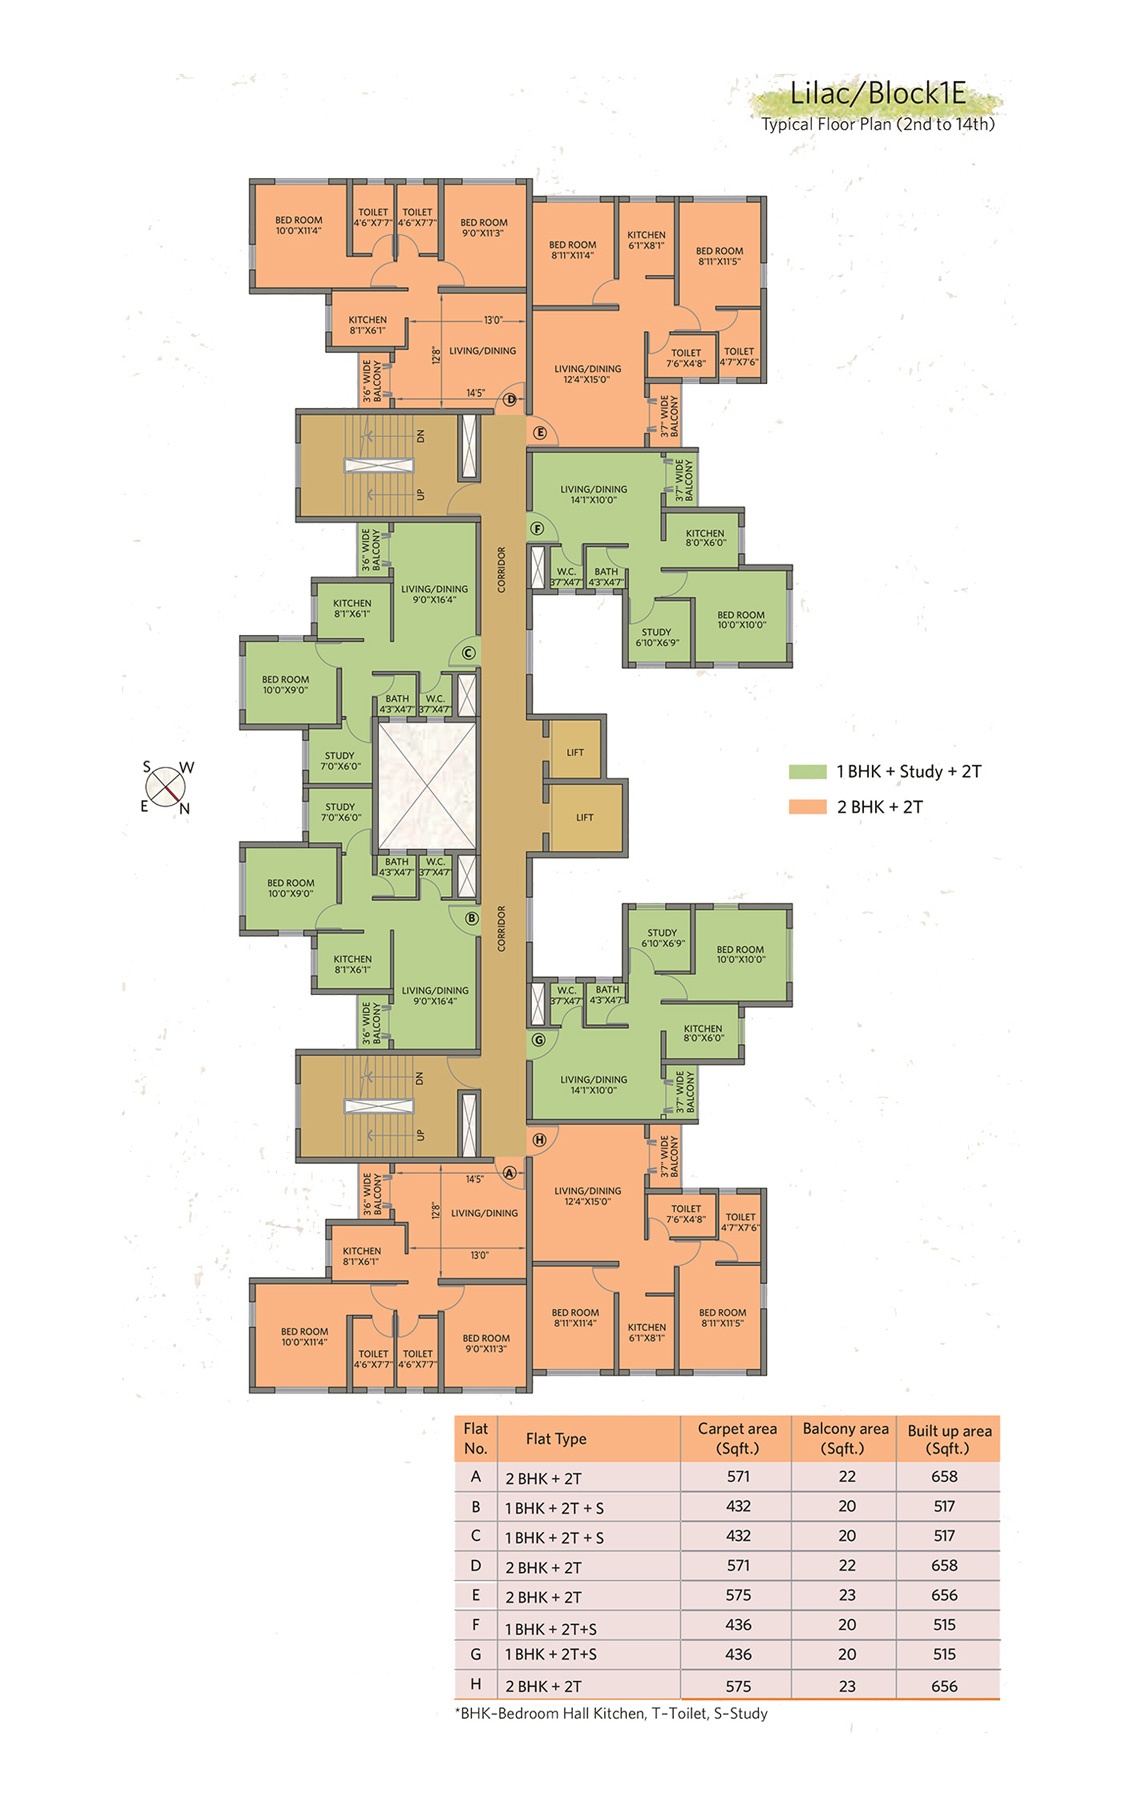 Lilac/Block1E
Typical Floor Plan (2nd to 14th)
BED ROOM
10'0"X11'4"
TOILET
4'6"X7'7"
TOILET
4'6"X7'7"
BED ROOM
9'0"X11'3"
KITCHEN
8'1"X6'1"
13'0"
12'8"
LIVING/DINING
14'5"
3'6" WIDE
BALCONY
D
BED ROOM
8'11"X11'4"
KITCHEN
6'1"X8'1"
BED ROOM
8'11"X11'5"
TOILET
7'6"X4'8"
TOILET
4'7"X7'6"
LIVING/DINING
12'4"X15'0"
3'7" WIDE
BALCONY
E
DN
UP
CORRIDOR
LIVING/DINING
14'1"X10'0"
3'7" WIDE
BALCONY
F
KITCHEN
8'0"X6'0"
W.C.
3'7"X4'7"
BATH
4'3"X4'7"
BED ROOM
10'0"X10'0"
STUDY
6'10"X6'9"
3'6" WIDE
BALCONY
LIVING/DINING
9'0"X16'4"
KITCHEN
8'1"X6'1"
C
BED ROOM
10'0"X9'0"
BATH
4'3"X4'7"
W.C.
3'7"X4'7"
STUDY
7'0"X6'0"
LIFT
LIFT
S
W
E
N
1 BHK + Study + 2T
2 BHK + 2T
STUDY
7'0"X6'0"
BATH
4'3"X4'7"
W.C.
3'7"X4'7"
BED ROOM
10'0"X9'0"
B
KITCHEN
8'1"X6'1"
LIVING/DINING
9'0"X16'4"
3'6" WIDE
BALCONY
CORRIDOR
STUDY
6'10"X6'9"
BED ROOM
10'0"X10'0"
W.C.
3'7"X4'7"
BATH
4'3"X4'7"
KITCHEN
8'0"X6'0"
G
LIVING/DINING
14'1"X10'0"
3'7" WIDE
BALCONY
DN
UP
H
3'7" WIDE
BALCONY
LIVING/DINING
12'4"X15'0"
TOILET
7'6"X4'8"
TOILET
4'7"X7'6"
BED ROOM
8'11"X11'4"
KITCHEN
6'1"X8'1"
BED ROOM
8'11"X11'5"
A
14'5"
3'6" WIDE
BALCONY
12'8"
LIVING/DINING
13'0"
KITCHEN
8'1"X6'1"
BED ROOM
10'0"X11'4"
TOILET
4'6"X7'7"
TOILET
4'6"X7'7"
BED ROOM
9'0"X11'3"
Flat No. Flat Type Carpet area (Sqft.) Balcony area (Sqft.) Built up area (Sqft.)
A 2 BHK + 2T 571 22 658
B 1 BHK + 2T + S 432 20 517
C 1 BHK + 2T + S 432 20 517
D 2 BHK + 2T 571 22 658
E 2 BHK + 2T 575 23 656
F 1 BHK + 2T+S 436 20 515
G 1 BHK + 2T+S 436 20 515
H 2 BHK + 2T 575 23 656
*BHK-Bedroom Hall Kitchen, T-Toilet, S-Study